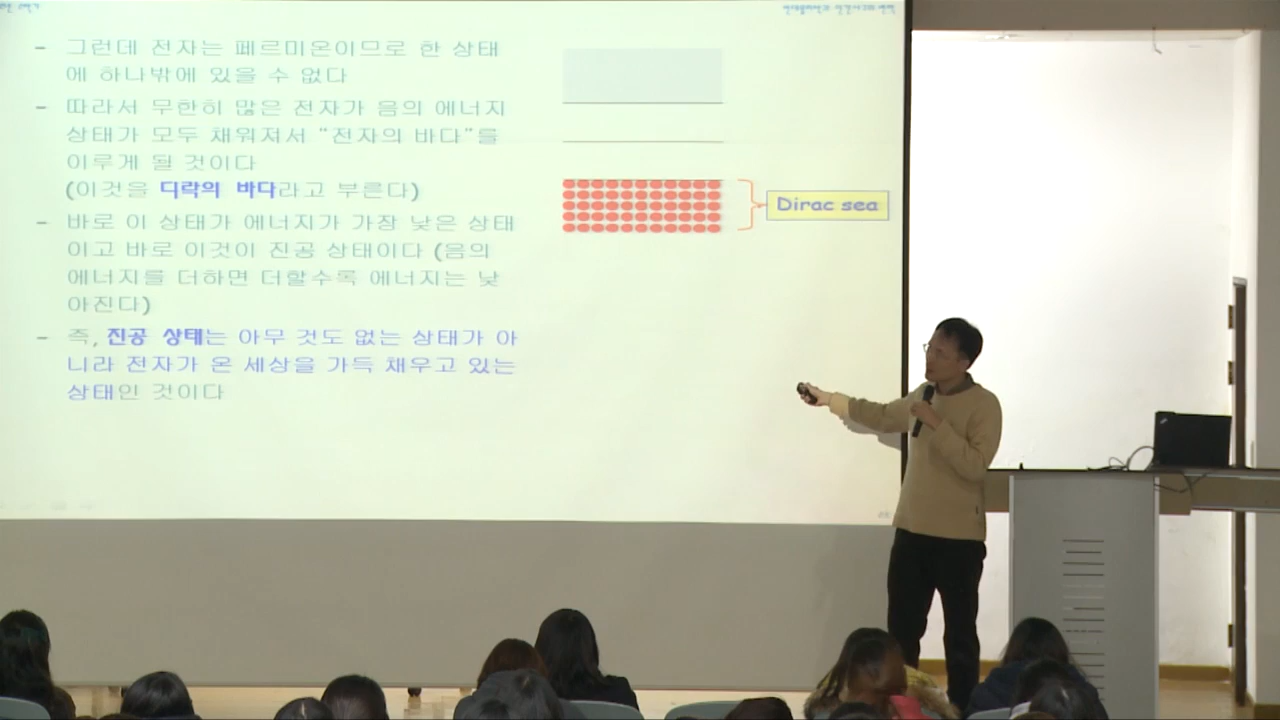 - 그런데 전자는 페르미온이므로 한 상태
에 하나밖에 있을 수 없다
- 따라서 무한히 많은 전자가 음의 에너지
상태가 모두 채워져서 "전자의 바다"를
이루게 될 것이다
(이것을 디락의 바다라고 부른다)
- 바로 이 상태가 에너지가 가장 낮은 상태
이고 바로 이것이 진공 상태이다 (음의
에너지를 더하면 더할수록 에너지는 낮
아진다)
- 즉, 진공 상태는 아무 것도 없는 상태가 아
니라 전자가 온 세상을 가득 채우고 있는
상태인 것이다
Dirac sea